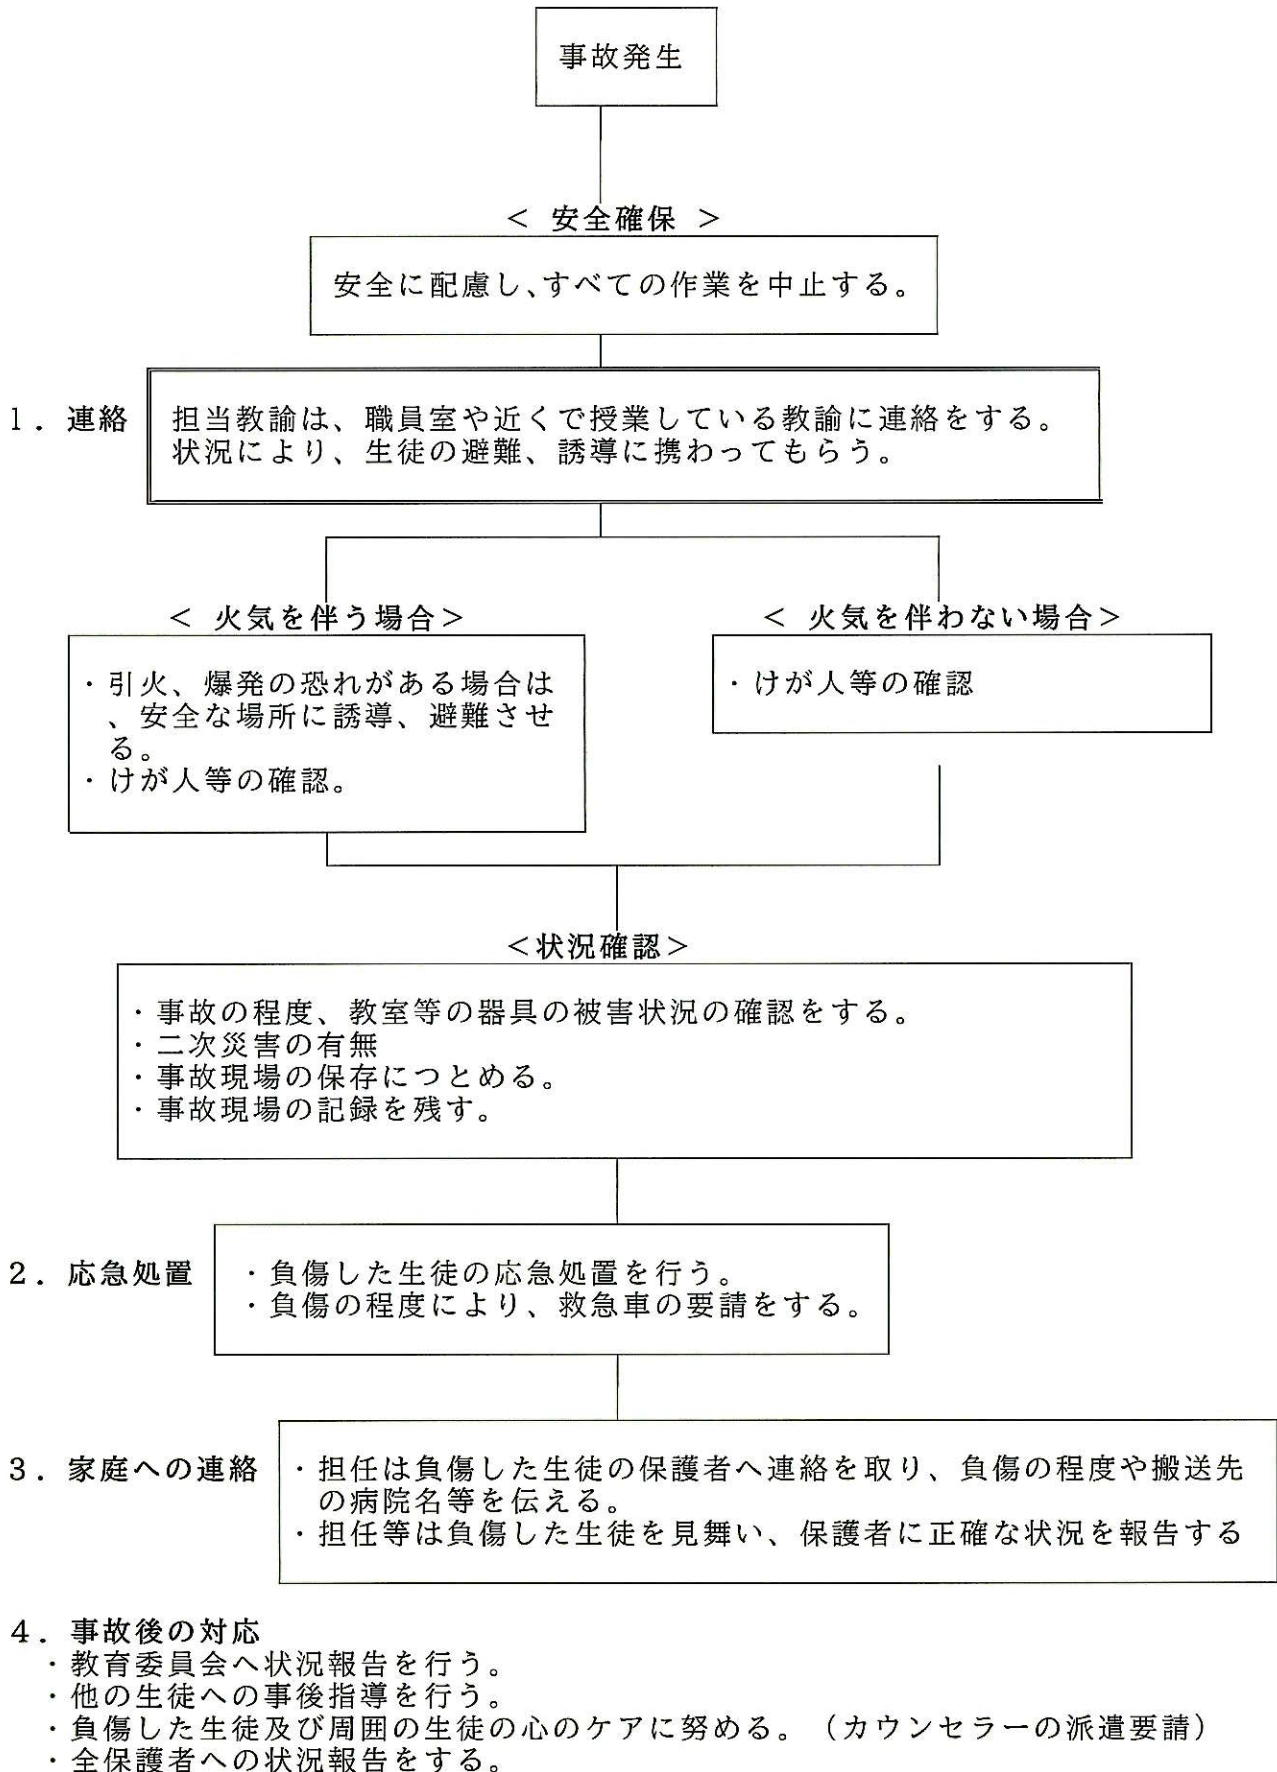 事故発生
< 安全確保 >
安全に配慮し、すべての作業を中止する。
1．連絡
担当教諭は、職員室や近くで授業している教諭に連絡をする。
状況により、生徒の避難、誘導に携わってもらう。
< 火気を伴う場合>
・引火、爆発の恐れがある場合は
、安全な場所に誘導、避難させ
る。
・けが人等の確認。
< 火気を伴わない場合>
・けが人等の確認
<状況確認>
・事故の程度、教室等の器具の被害状況の確認をする。
・二次災害の有無
・事故現場の保存につとめる。
・事故現場の記録を残す。
2．応急処置
・負傷した生徒の応急処置を行う。
・負傷の程度により、救急車の要請をする。
3．家庭への連絡
・担任は負傷した生徒の保護者へ連絡を取り、負傷の程度や搬送先
の病院名等を伝える。
・担任等は負傷した生徒を見舞い、保護者に正確な状況を報告する
4．事故後の対応
・教育委員会へ状況報告を行う。
・他の生徒への事後指導を行う。
・負傷した生徒及び周囲の生徒の心のケアに努める。（カウンセラーの派遣要請）
・全保護者への状況報告をする。